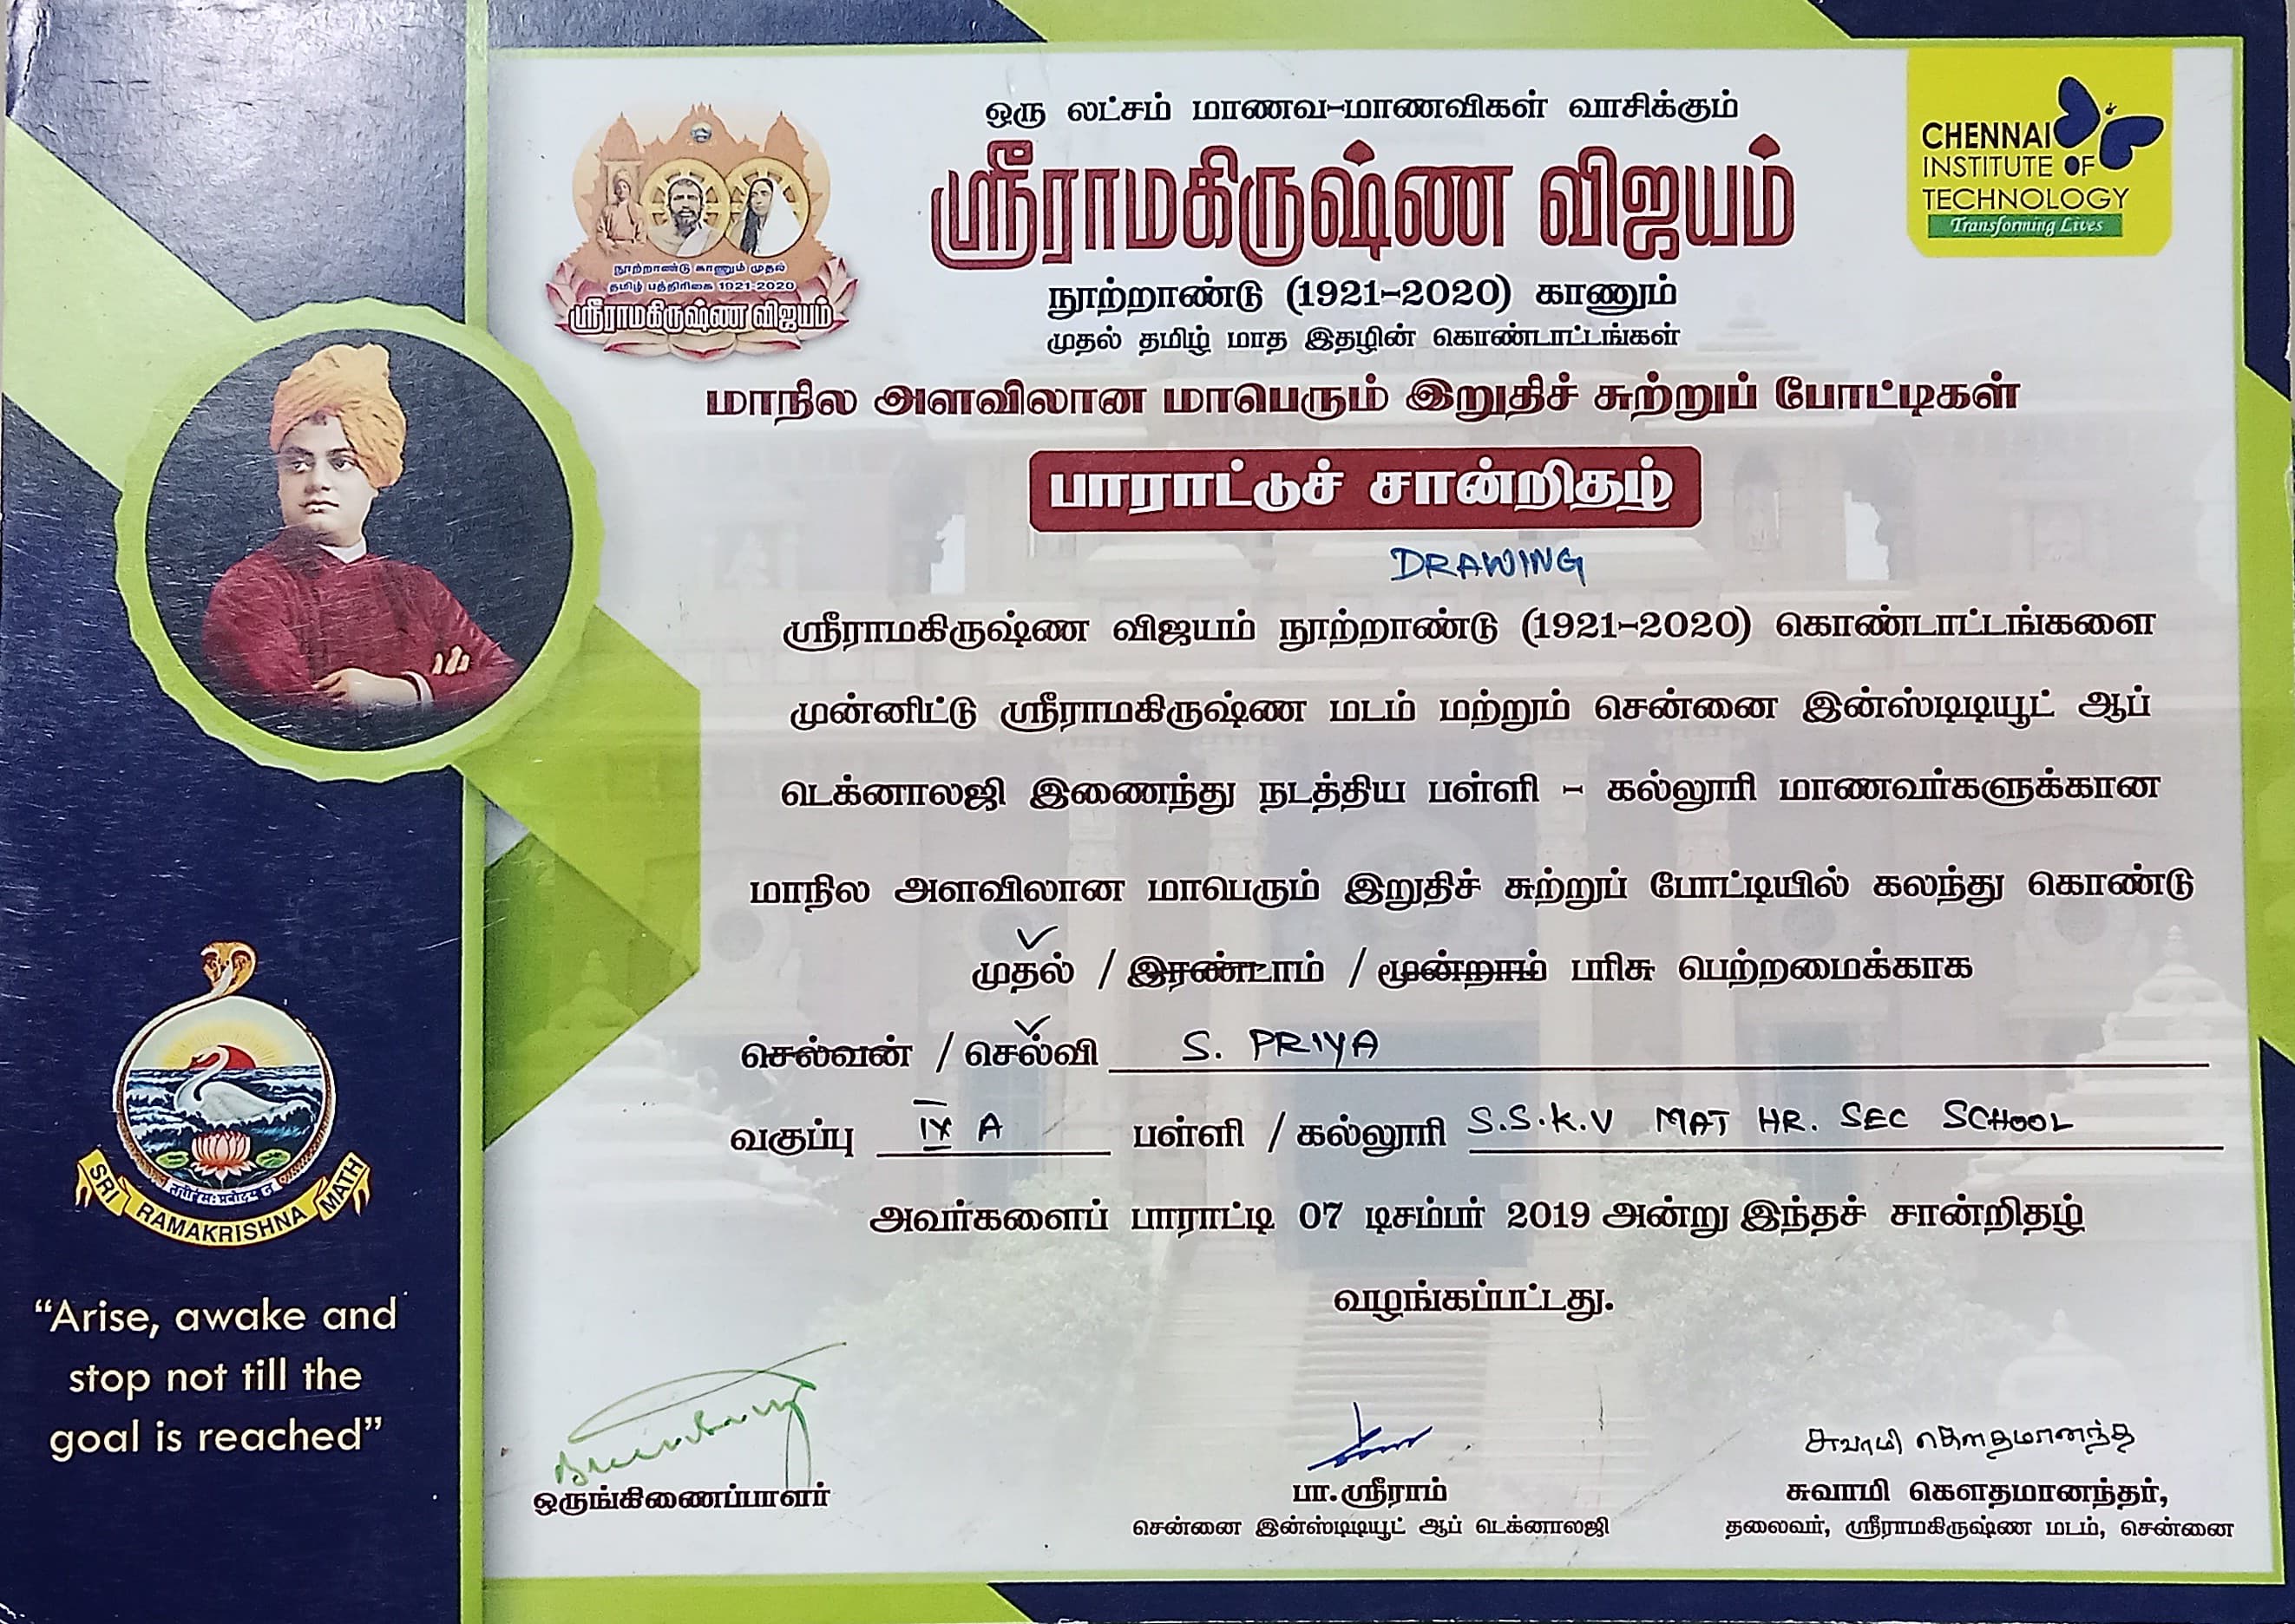 ஒரு லட்சம் மாணவ-மாணவிகள் வாசிக்கும்
ஸ்ரீராமகிருஷ்ண விஜயம்
நூற்றாண்டு (1921-2020) காணும்
முதல் தமிழ் மாத இதழின் கொண்டாட்டங்கள்
நூற்றாண்டு காணும் முதல்
தமிழ் பத்திரிகை 1921-2020
ஸ்ரீராமகிருஷ்ண விஜயம்
CHENNAI
INSTITUTE OF
TECHNOLOGY
Transforming Lives
மாநில அளவிலான மாபெரும் இறுதிச் சுற்றுப் போட்டிகள்
பாராட்டுச் சான்றிதழ்
DRAWING
ஸ்ரீராமகிருஷ்ண விஜயம் நூற்றாண்டு (1921-2020) கொண்டாட்டங்களை
முன்னிட்டு ஸ்ரீராமகிருஷ்ண மடம் மற்றும் சென்னை இன்ஸ்டிடியூட் ஆப்
டெக்னாலஜி இணைந்து நடத்திய பள்ளி - கல்லூரி மாணவர்களுக்கான
மாநில அளவிலான மாபெரும் இறுதிச் சுற்றுப் போட்டியில் கலந்து கொண்டு
முதல் / இரண்டாம் / மூன்றாம் பரிசு பெற்றமைக்காக
செல்வன் / செல்வி S. PRIYA
வகுப்பு IX A பள்ளி / கல்லூரி S.S.K.V MAT HR. SEC SCHOOL
அவர்களைப் பாராட்டி 07 டிசம்பர் 2019 அன்று இந்தச் சான்றிதழ்
வழங்கப்பட்டது.
SRI RAMAKRISHNA MATH
“Arise, awake and
stop not till the
goal is reached”
ஒருங்கிணைப்பாளர்
பா.ஸ்ரீராம்
சென்னை இன்ஸ்டிடியூட் ஆப் டெக்னாலஜி
சுவாமி கௌதமானந்த
சுவாமி கௌதமானந்தர்,
தலைவர், ஸ்ரீராமகிருஷ்ண மடம், சென்னை